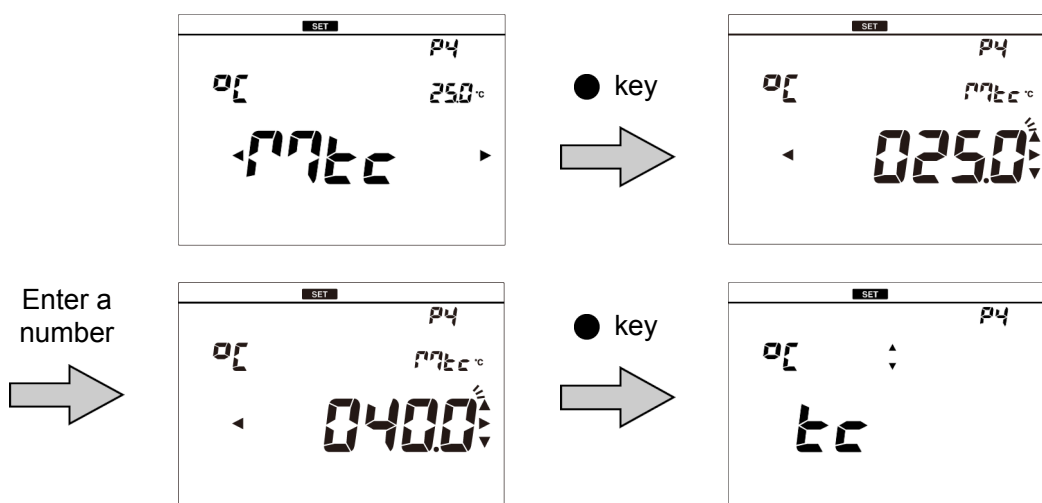 SET
P4
°C
25.0 °C
Mtc
● key
SET
P4
°C
Mtc °C
025.0
Enter a
number
SET
P4
°C
Mtc °C
040.0
● key
SET
P4
°C
tc